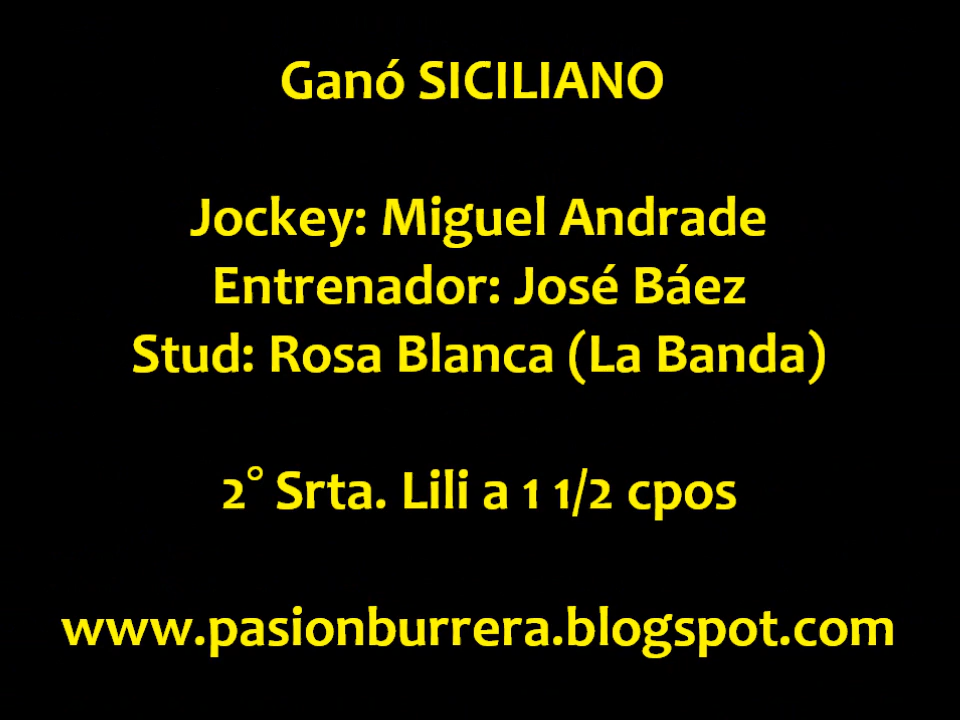 Ganó SICILIANO
Jockey: Miguel Andrade
Entrenador: José Báez
Stud: Rosa Blanca (La Banda)
2° Srta. Lili a 1 1/2 cpos
www.pasionburrera.blogspot.com